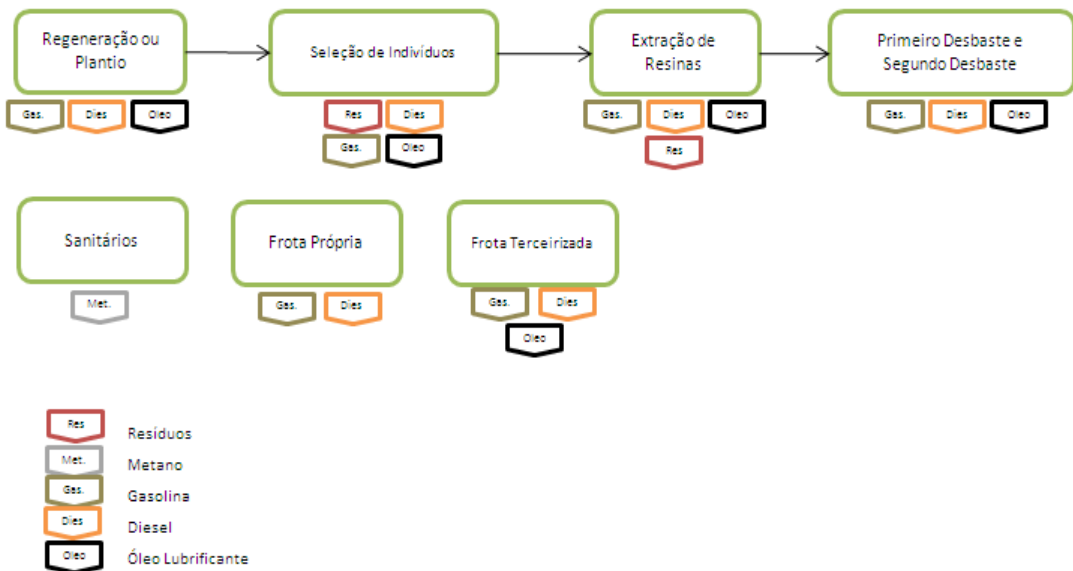 Regeneração ou
Plantio
Seleção de Indivíduos
Extração de
Resinas
Primeiro Desbaste e
Segundo Desbaste
Gas.
Dies
Oleo
Res
Dies
Gas.
Oleo
Gas.
Dies
Oleo
Res
Gas.
Dies
Oleo
Sanitários
Frota Própria
Frota Terceirizada
Met.
Gas.
Dies
Gas.
Dies
Oleo
Res
Resíduos
Met.
Metano
Gas.
Gasolina
Dies
Diesel
Oleo
Óleo Lubrificante